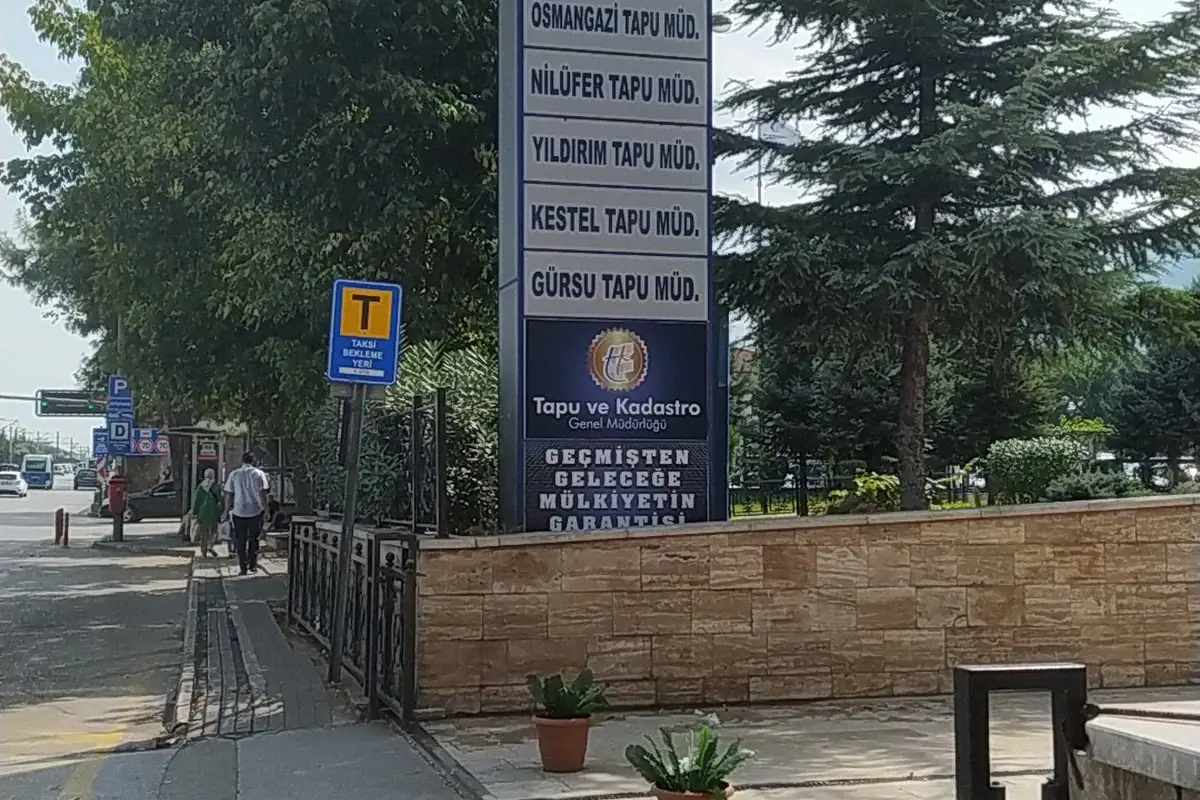 OSMANGAZİ TAPU MÜD.
NİLÜFER TAPU MÜD.
YILDIRIM TAPU MÜD.
KESTEL TAPU MÜD.
GÜRSU TAPU MÜD.
Tapu ve Kadastro
Genel Müdürlüğü
GEÇMİŞTEN
GELECEĞE
MÜLKİYETİN
GARANTİSİ
T
TAKSİ
BEKLEME
YERİ
P
D